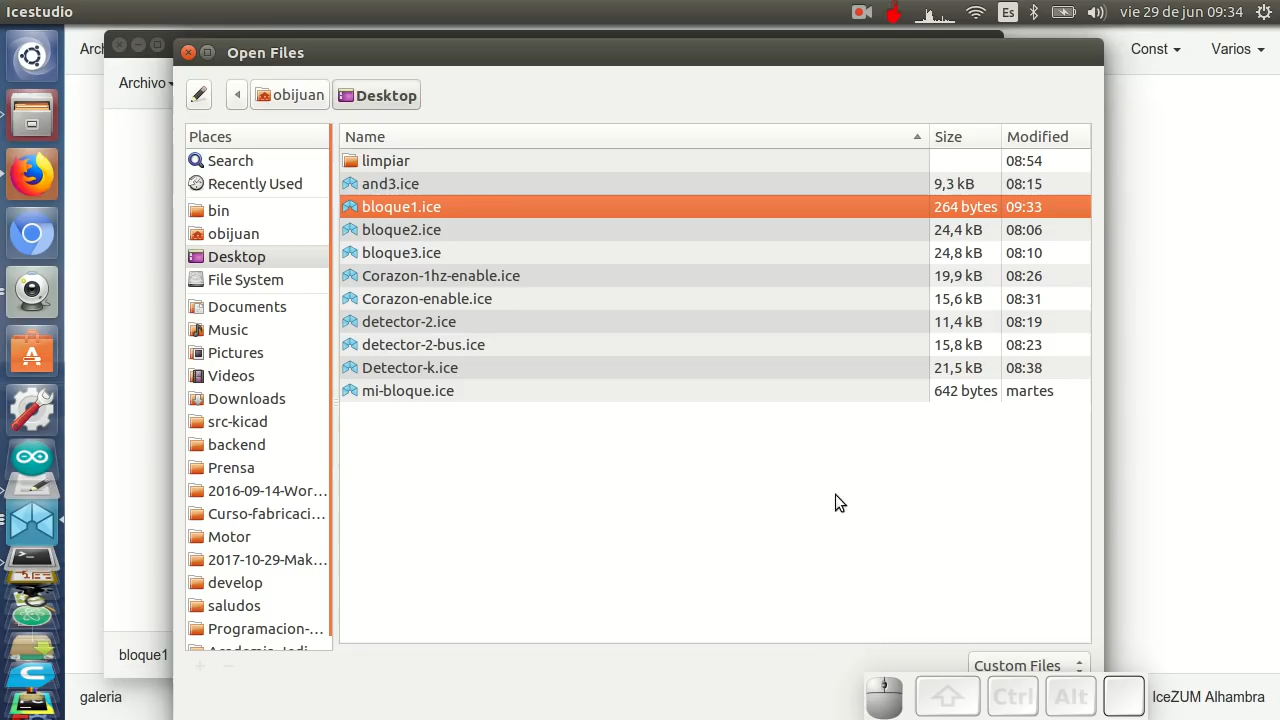 Icestudio
Es
vie 29 de jun 09:34
Arch
Open Files
Const
Varios
Archivo
obijuan
Desktop
Places
Name
Size
Modified
Search
limpiar
08:54
Recently Used
and3.ice
9,3 kB
08:15
bin
bloque1.ice
264 bytes
09:33
obijuan
bloque2.ice
24,4 kB
08:06
Desktop
bloque3.ice
24,8 kB
08:10
File System
Corazon-1hz-enable.ice
19,9 kB
08:26
Documents
Corazon-enable.ice
15,6 kB
08:31
Music
detector-2.ice
11,4 kB
08:19
Pictures
detector-2-bus.ice
15,8 kB
08:23
Videos
Detector-k.ice
21,5 kB
08:38
Downloads
mi-bloque.ice
642 bytes
martes
src-kicad
backend
Prensa
2016-09-14-Wor...
Curso-fabricaci...
Motor
2017-10-29-Mak...
develop
saludos
Programacion-...
bloque1
Custom Files
galeria
Ctrl
Alt
IceZUM Alhambra